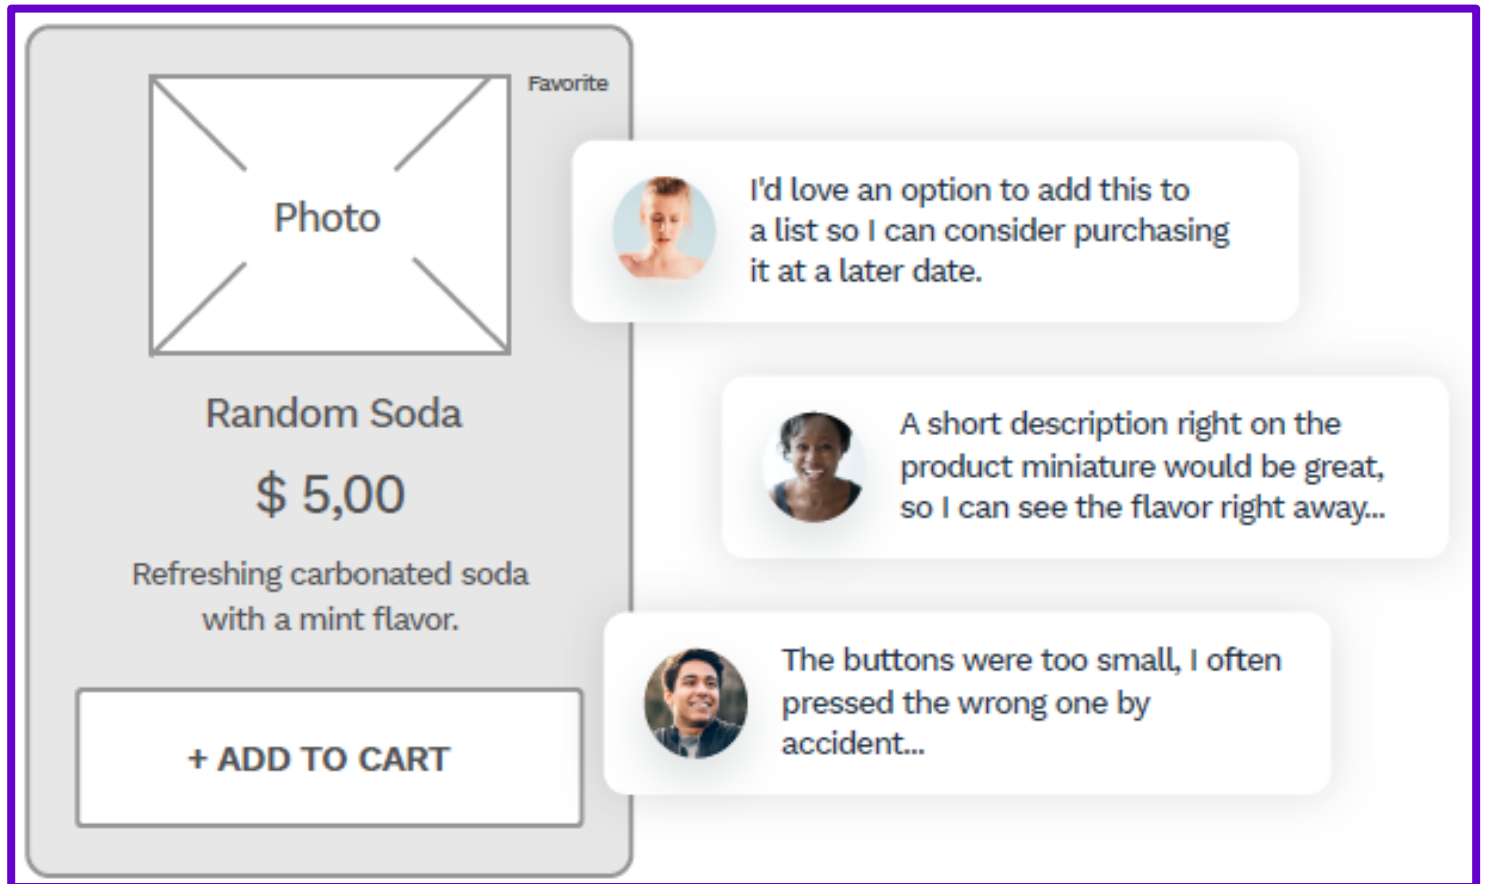 Favorite
Photo
Random Soda
$ 5,00
Refreshing carbonated soda
with a mint flavor.
+ ADD TO CART
I'd love an option to add this to
a list so I can consider purchasing
it at a later date.
A short description right on the
product miniature would be great,
so I can see the flavor right away...
The buttons were too small, I often
pressed the wrong one by
accident...